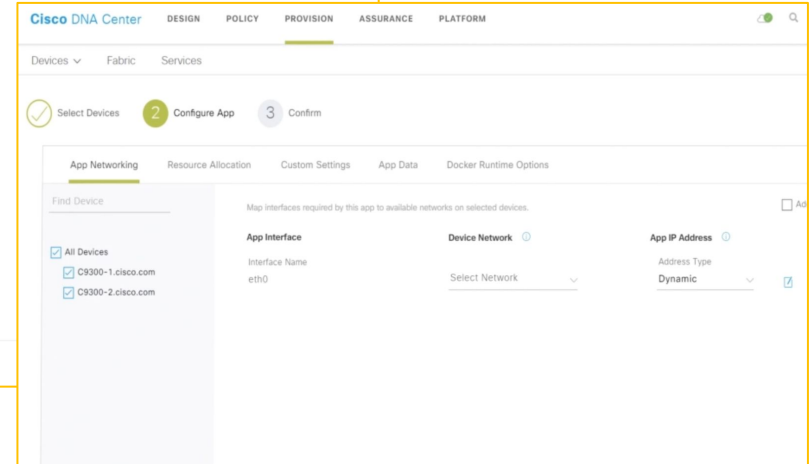 Cisco DNA Center DESIGN POLICY PROVISION ASSURANCE PLATFORM
Devices Fabric Services
Select Devices 2 Configure App 3 Confirm
App Networking Resource Allocation Custom Settings App Data Docker Runtime Options
Find Device
Map interfaces required by this app to available networks on selected devices.
Ad
App Interface Device Network App IP Address
All Devices
Interface Name Address Type
C9300-1.cisco.com
eth0 Select Network Dynamic
C9300-2.cisco.com